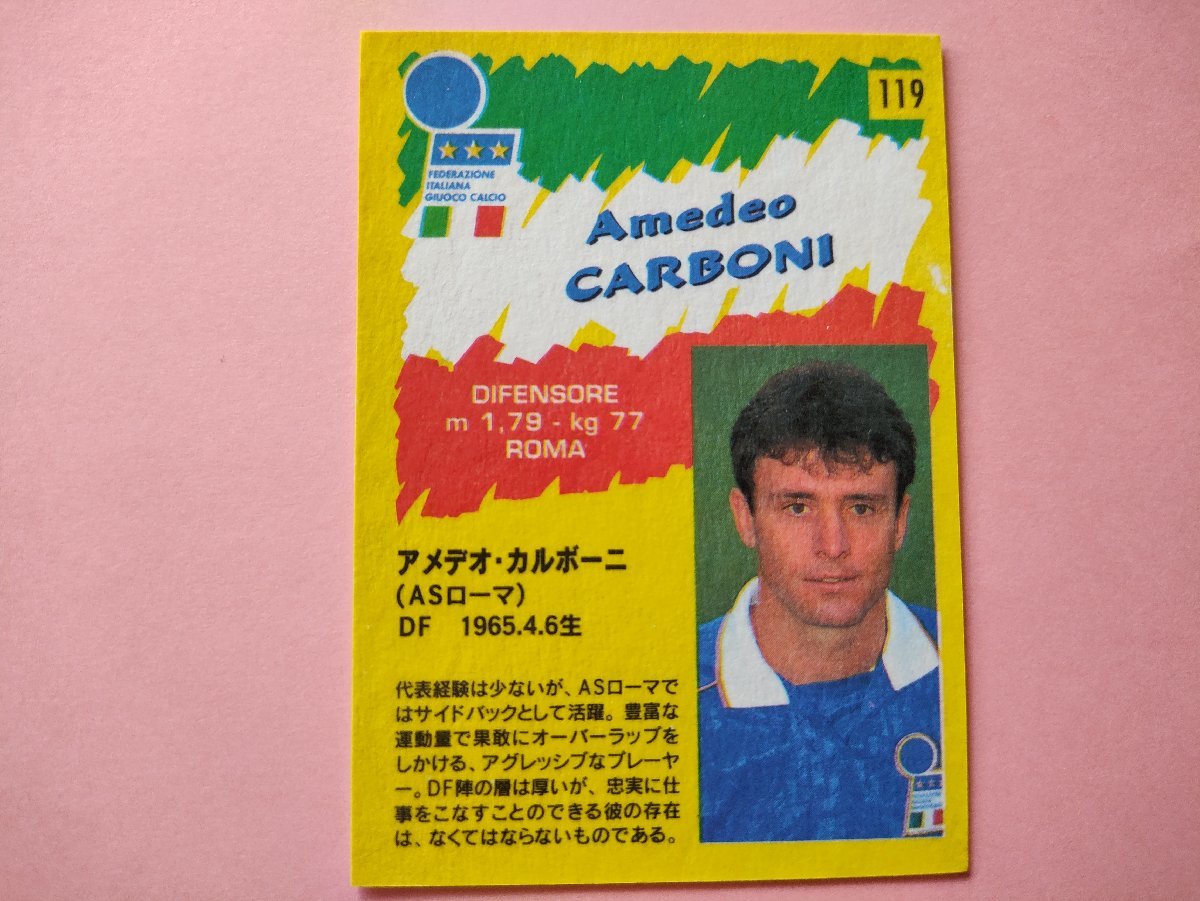 119
FEDERAZIONE
ITALIANA
GIUOCO CALCIO
Amedeo
CARBONI
DIFENSORE
m 1,79 - kg 77
ROMA
アメデオ・カルボーニ
(ASローマ)
DF 1965.4.6生
代表経験は少ないが、ASローマで
はサイドバックとして活躍。豊富な
運動量で果敢にオーバーラップを
しかける、アグレッシブなプレーヤ
ー。DF陣の層は厚いが、忠実に仕
事をこなすことのできる彼の存在
は、なくてはならないものである。